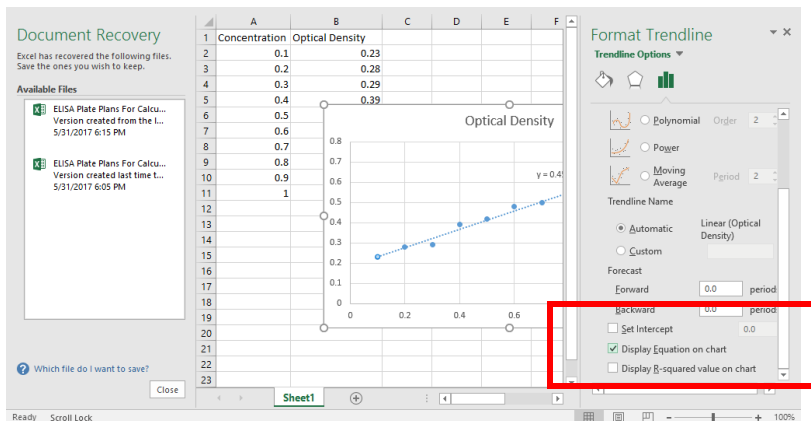 Document Recovery
Excel has recovered the following files.
Save the ones you wish to keep.
Available Files
ELISA Plate Plans For Calcu...
Version created from the l...
5/31/2017 6:15 PM
ELISA Plate Plans For Calcu...
Version created last time t...
5/31/2017 6:05 PM
Which file do I want to save?
Close
A B C D E F
1 Concentration Optical Density
2 0.1 0.23
3 0.2 0.28
4 0.3 0.29
5 0.4 0.39
6 0.5
7 0.6
8 0.7
9 0.8
10 0.9
11 1
12
13
14
15
16
17
18
19
20
21
22
23
Optical Density
y = 0.4
0.8
0.7
0.6
0.5
0.4
0.3
0.2
0.1
0
0 0.2 0.4 0.6
Sheet1
Format Trendline
Trendline Options
Polynomial Order 2
Power
Moving Average Period 2
Trendline Name
Automatic Linear (Optical
Density)
Custom
Forecast
Forward 0.0 period
Backward 0.0 period
Set Intercept 0.0
Display Equation on chart
Display R-squared value on chart
Ready Scroll Lock
100%